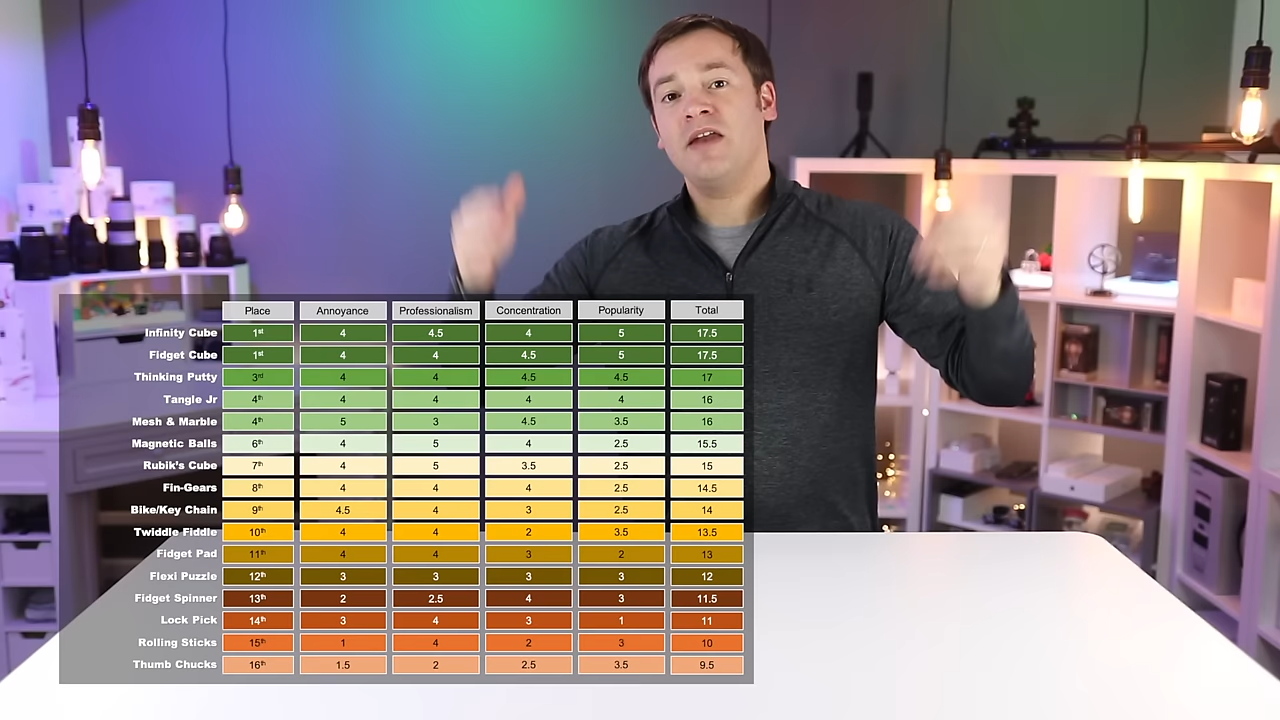 Place Annoyance Professionalism Concentration Popularity Total
Infinity Cube 1st 4 4.5 4 5 17.5
Fidget Cube 1st 4 4 4.5 5 17.5
Thinking Putty 3rd 4 4 4.5 4.5 17
Tangle Jr 4th 4 4 4 4 16
Mesh & Marble 4th 5 3 4.5 3.5 16
Magnetic Balls 6th 4 5 4 2.5 15.5
Rubik's Cube 7th 4 5 3.5 2.5 15
Fin-Gears 8th 4 4 4 2.5 14.5
Bike/Key Chain 9th 4.5 4 3 2.5 14
Twiddle Fiddle 10th 4 4 2 3.5 13.5
Fidget Pad 11th 4 4 3 2 13
Flexi Puzzle 12th 3 3 3 3 12
Fidget Spinner 13th 2 2.5 4 3 11.5
Lock Pick 14th 3 4 3 1 11
Rolling Sticks 15th 1 4 2 3 10
Thumb Chucks 16th 1.5 2 2.5 3.5 9.5